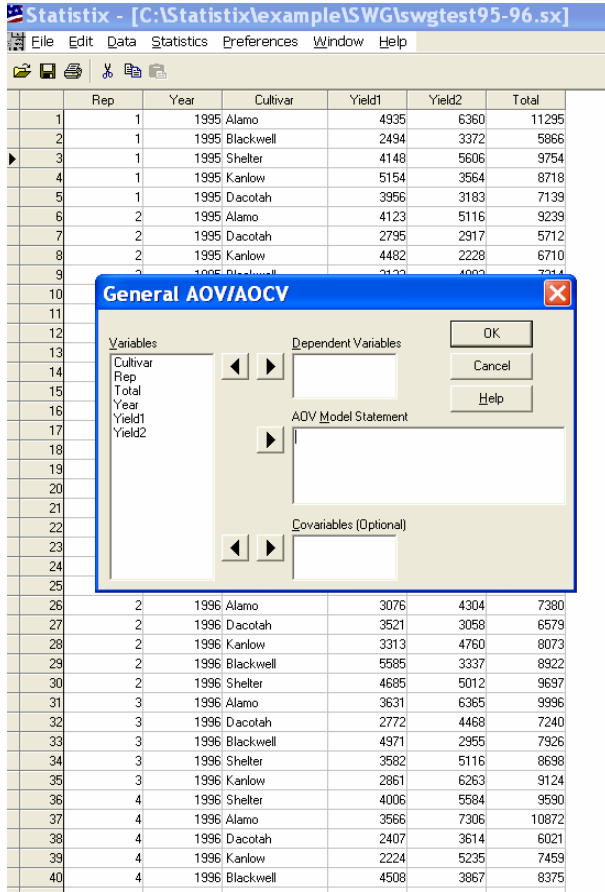 Statistix - [C:\Statistix\example\SWG\swgtest95-96.sx]
File Edit Data Statistics Preferences Window Help
Rep Year Cultivar Yield1 Yield2 Total
1 1 1995 Alamo 4935 6360 11295
2 1 1995 Blackwell 2494 3372 5866
3 1 1995 Shelter 4148 5606 9754
4 1 1995 Kanlow 5154 3564 8718
5 1 1995 Dacotah 3956 3183 7139
6 2 1995 Alamo 4123 5116 9239
7 2 1995 Dacotah 2795 2917 5712
8 2 1995 Kanlow 4482 2228 6710
9
10
11
12
13
14
15
16
17
18
19
20
21
22
23
24
25
General AOV/AOCV
Variables
Cultivar
Rep
Total
Year
Yield1
Yield2
Dependent Variables
AOV Model Statement
Covariables (Optional)
OK
Cancel
Help
26 2 1996 Alamo 3076 4304 7380
27 2 1996 Dacotah 3521 3058 6579
28 2 1996 Kanlow 3313 4760 8073
29 2 1996 Blackwell 5585 3337 8922
30 2 1996 Shelter 4685 5012 9697
31 3 1996 Alamo 3631 6365 9996
32 3 1996 Dacotah 2772 4468 7240
33 3 1996 Blackwell 4971 2955 7926
34 3 1996 Shelter 3582 5116 8698
35 3 1996 Kanlow 2861 6263 9124
36 4 1996 Shelter 4006 5584 9590
37 4 1996 Alamo 3566 7306 10872
38 4 1996 Dacotah 2407 3614 6021
39 4 1996 Kanlow 2224 5235 7459
40 4 1996 Blackwell 4508 3867 8375